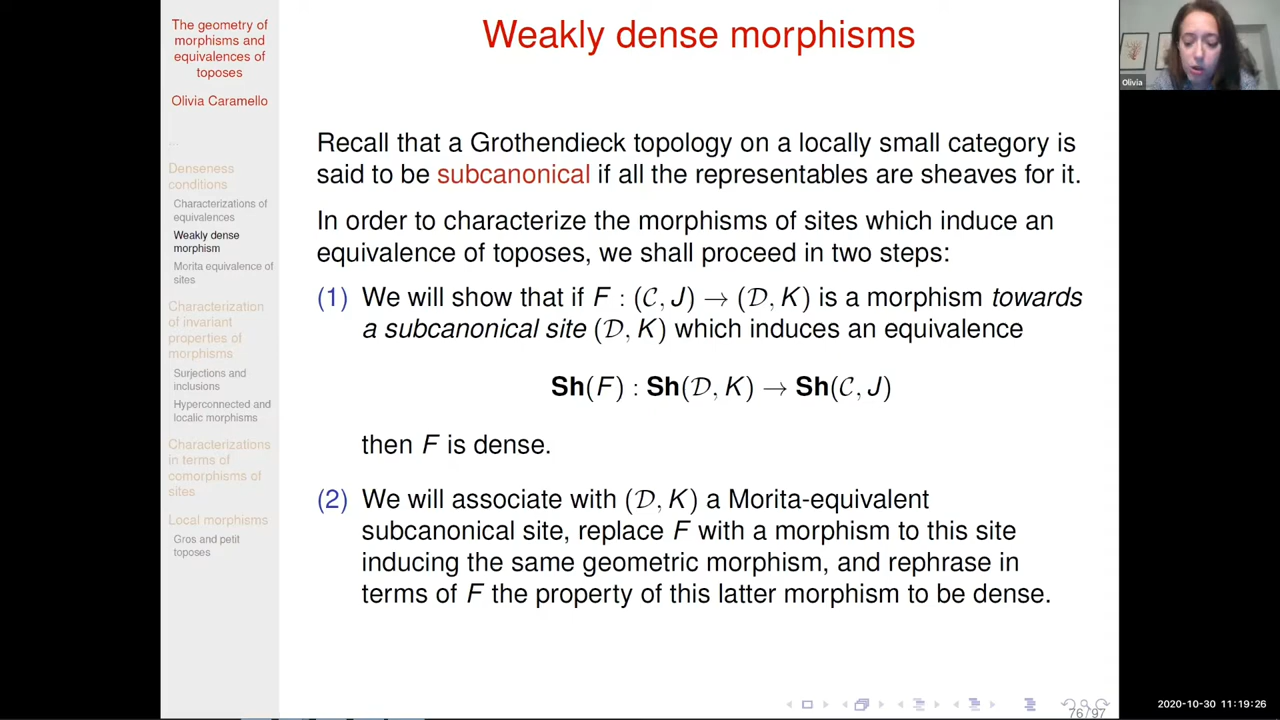 The geometry of
morphisms and
equivalences of
toposes
Olivia Caramello
...
Denseness
conditions
Characterizations of
equivalences
Weakly dense
morphism
Morita equivalence of
sites
Characterization
of invariant
properties of
morphisms
Surjections and
inclusions
Hyperconnected and
localic morphisms
Characterizations
in terms of
comorphisms of
sites
Local morphisms
Gros and petit
toposes
Weakly dense morphisms
Recall that a Grothendieck topology on a locally small category is
said to be subcanonical if all the representables are sheaves for it.
In order to characterize the morphisms of sites which induce an
equivalence of toposes, we shall proceed in two steps:
(1) We will show that if F : (𝒞, J) → (𝒟, K) is a morphism towards
a subcanonical site (𝒟, K) which induces an equivalence
Sh(F) : Sh(𝒟, K) → Sh(𝒞, J)
then F is dense.
(2) We will associate with (𝒟, K) a Morita-equivalent
subcanonical site, replace F with a morphism to this site
inducing the same geometric morphism, and rephrase in
terms of F the property of this latter morphism to be dense.
76/97
Olivia
2020-10-30 11:19:26